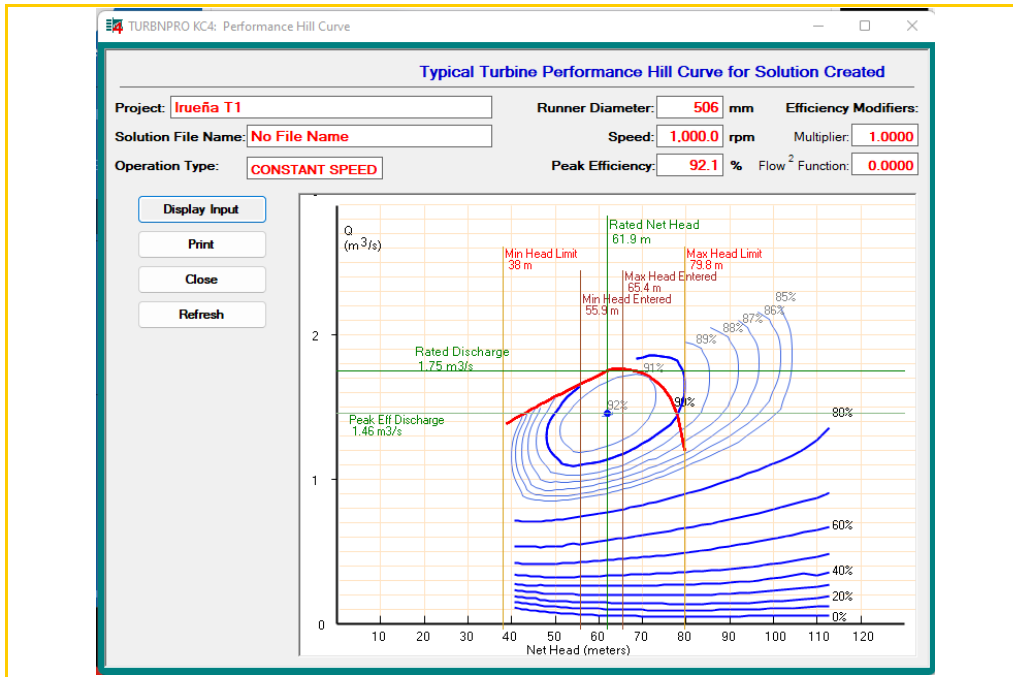 TURBNPRO KC4: Performance Hill Curve
Typical Turbine Performance Hill Curve for Solution Created
Project: Irueña T1
Runner Diameter: 506 mm
Efficiency Modifiers:
Solution File Name: No File Name
Speed: 1,000.0 rpm
Multiplier: 1.0000
Operation Type: CONSTANT SPEED
Peak Efficiency: 92.1 %
Flow 2 Function: 0.0000
Display Input
Print
Close
Refresh
Q
(m 3/s)
Rated Net Head
61.9 m
Min Head Limit
38 m
Max Head Limit
79.8 m
Max Head Entered
65.4 m
Min Head Entered
55.9 m
85%
86%
87%
88%
89%
2
Rated Discharge
1.75 m3/s
91%
92%
90%
Peak Eff Discharge
1.46 m3/s
80%
1
60%
40%
20%
0%
0
10 20 30 40 50 60 70 80 90 100 110 120
Net Head (meters)